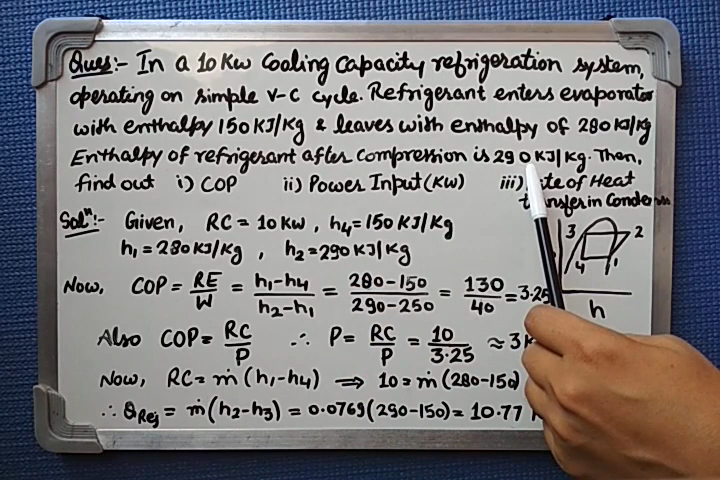 Ques:- In a 10 Kw Cooling Capacity refrigeration system,
operating on simple V-C cycle. Refrigerant enters evaporator
with enthalpy 150 KJ/Kg & leaves with enthalpy of 280 KJ/Kg
Enthalpy of refrigerant after compression is 290 KJ/Kg. Then,
find out i) COP ii) Power Input (KW) iii) of Heat
transfer in Condens
Solⁿ:- Given, RC = 10 Kw, h4 = 150 KJ/Kg
h1 = 280 KJ/Kg , h2 = 290 KJ/Kg
3 2
4 1
h
Now, COP = RE/W = h1-h4/h2-h1 = 280-150/290-250 = 130/40 = 3.25
Also COP = RC/P ∴ P = RC/P = 10/3.25 ≈ 3
Now, RC = ṁ (h1-h4) ⟹ 10 = ṁ (280-150)
∴ QRej = ṁ (h2-h3) = 0.0769 (290-150) = 10.77